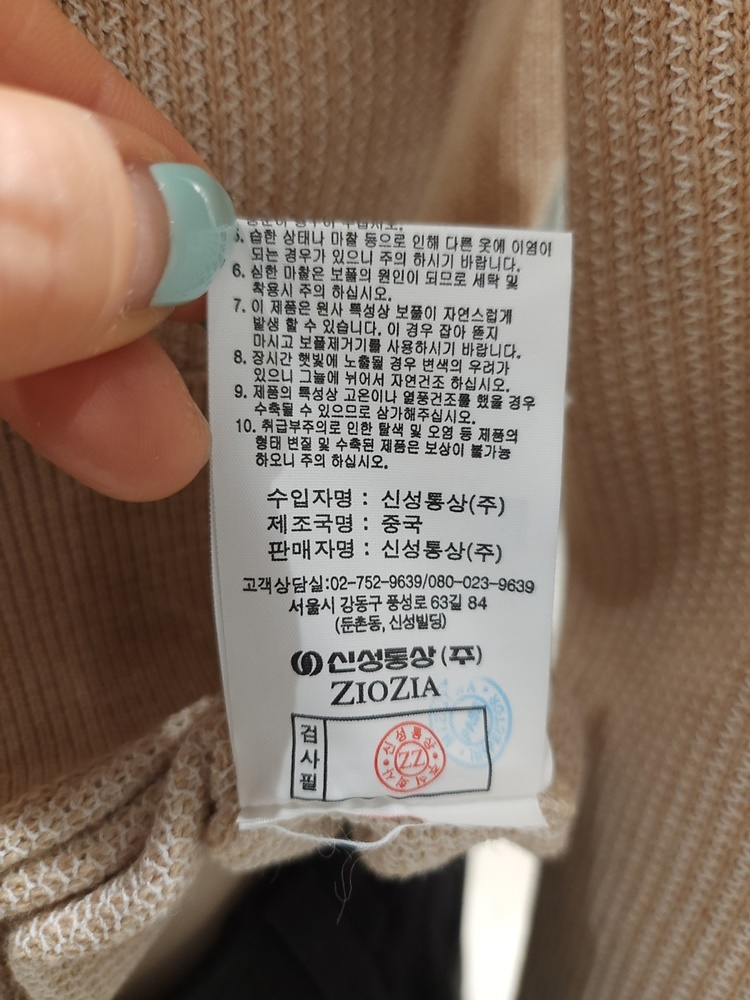 5. 습한 상태나 마찰 등으로 인해 다른 옷에 이염이
되는 경우가 있으니 주의 하시기 바랍니다.
6. 심한 마찰은 보풀의 원인이 되므로 세탁 및
착용시 주의 하십시오.
7. 이 제품은 원사 특성상 보풀이 자연스럽게
발생 할 수 있습니다. 이 경우 잡아 뜯지
마시고 보풀제거기를 사용하시기 바랍니다.
8. 장시간 햇빛에 노출될 경우 변색의 우려가
있으니 그늘에 뉘어서 자연건조 하십시오.
9. 제품의 특성상 고온이나 열풍건조를 했을 경우
수축될 수 있으므로 삼가해주십시오.
10. 취급부주의로 인한 탈색 및 오염 등 제품의
형태 변질 및 수축된 제품은 보상이 불가능
하오니 주의 하십시오.
수입자명 : 신성통상(주)
제조국명 : 중국
판매자명 : 신성통상(주)
고객상담실:02-752-9639/080-023-9639
서울시 강동구 풍성로 63길 84
(둔촌동, 신성빌딩)
신성통상(주)
ZIOZIA
검사필
신성통상 주식회사
ZZ